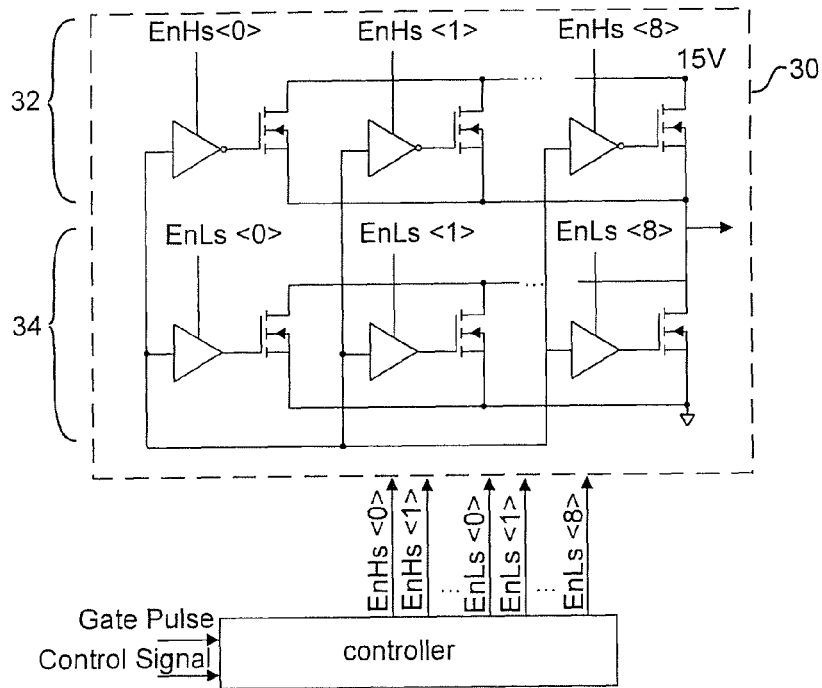 EnHs<0>
EnHs <1>
EnHs <8>
15V
30
32
EnLs <0>
EnLs <1>
EnLs <8>
34
EnHs <0>
EnHs <1>
...
EnLs <0>
EnLs <1>
...
EnLs <8>
Gate Pulse
Control Signal
controller